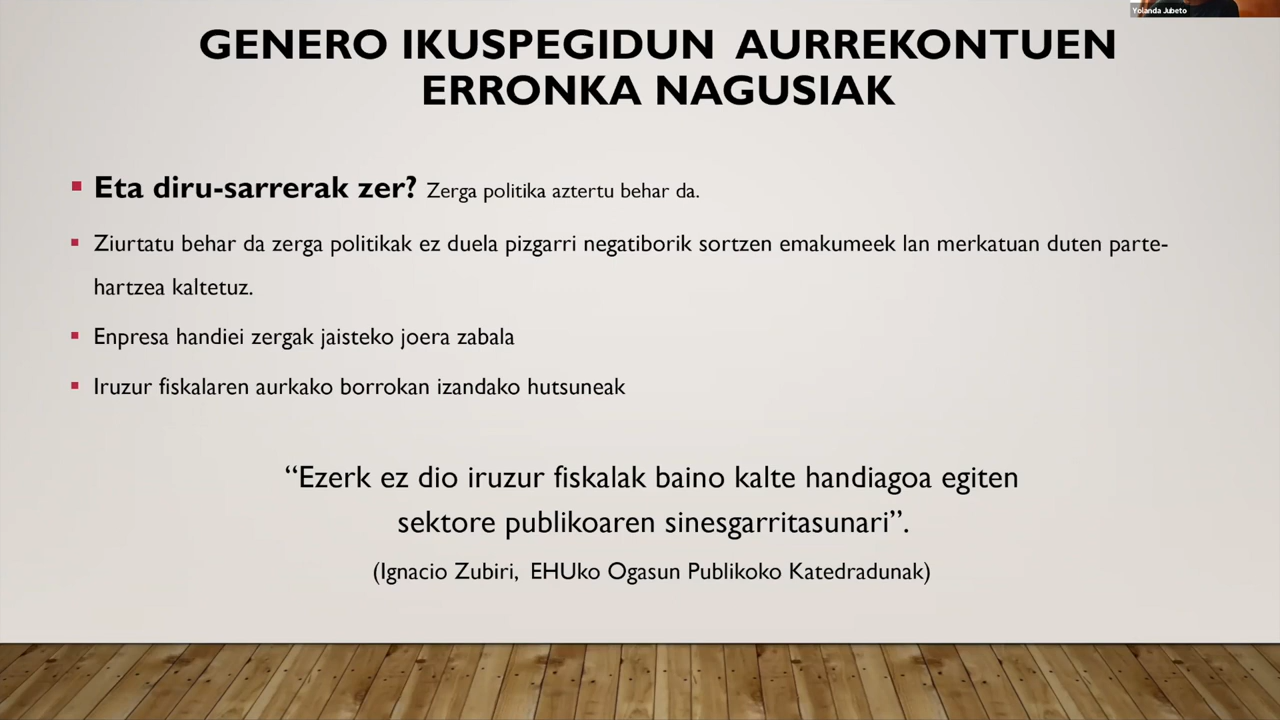 Yolanda Jubeto
GENERO IKUSPEGIDUN AURREKONTUEN
ERRONKA NAGUSIAK
Eta diru-sarrerak zer? Zerga politika aztertu behar da.
Ziurtatu behar da zerga politikak ez duela pizgarri negatiborik sortzen emakumeek lan merkatuan duten parte-
hartzea kaltetuz.
Enpresa handiei zergak jaisteko joera zabala
Iruzur fiskalaren aurkako borrokan izandako hutsuneak
“Ezerk ez dio iruzur fiskalak baino kalte handiagoa egiten
sektore publikoaren sinesgarritasunari”.
(Ignacio Zubiri, EHUko Ogasun Publikoko Katedradunak)